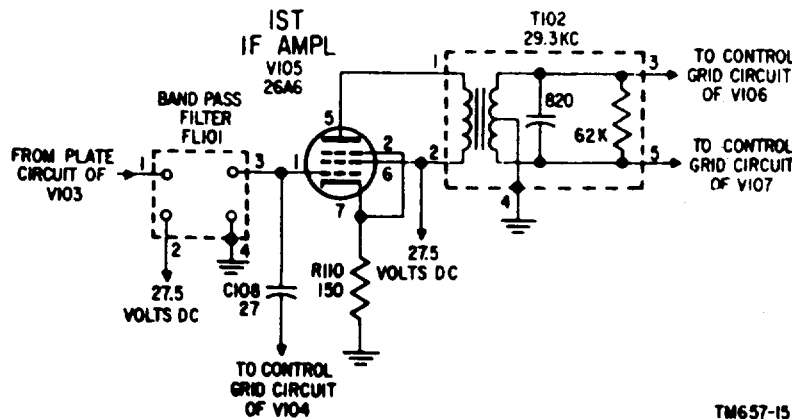 IST
IF AMPL
V105
26A6
T102
29.3KC
BAND PASS
FILTER
FL101
FROM PLATE
CIRCUIT OF
V103
1
3
2
4
27.5
VOLTS DC
1
5
2
6
7
C108
27
TO CONTROL
GRID CIRCUIT
OF V104
R110
150
27.5
VOLTS DC
1
2
820
62K
3
5
4
TO CONTROL
GRID CIRCUIT
OF V106
TO CONTROL
GRID CIRCUIT
OF V107
TM657-15